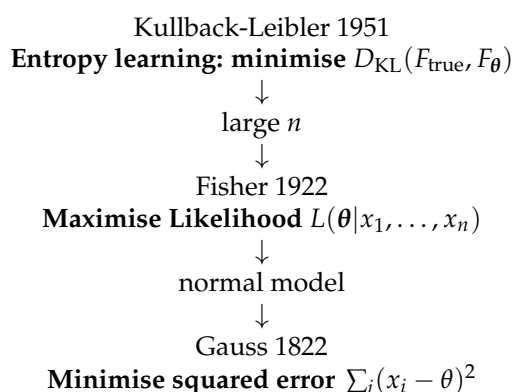 Kullback-Leibler 1951
Entropy learning: minimise D_KL(F_true, F_θ)
↓
large n
↓
Fisher 1922
Maximise Likelihood L(θ|x_1, . . . , x_n)
↓
normal model
↓
Gauss 1822
Minimise squared error ∑_i(x_i − θ)^2